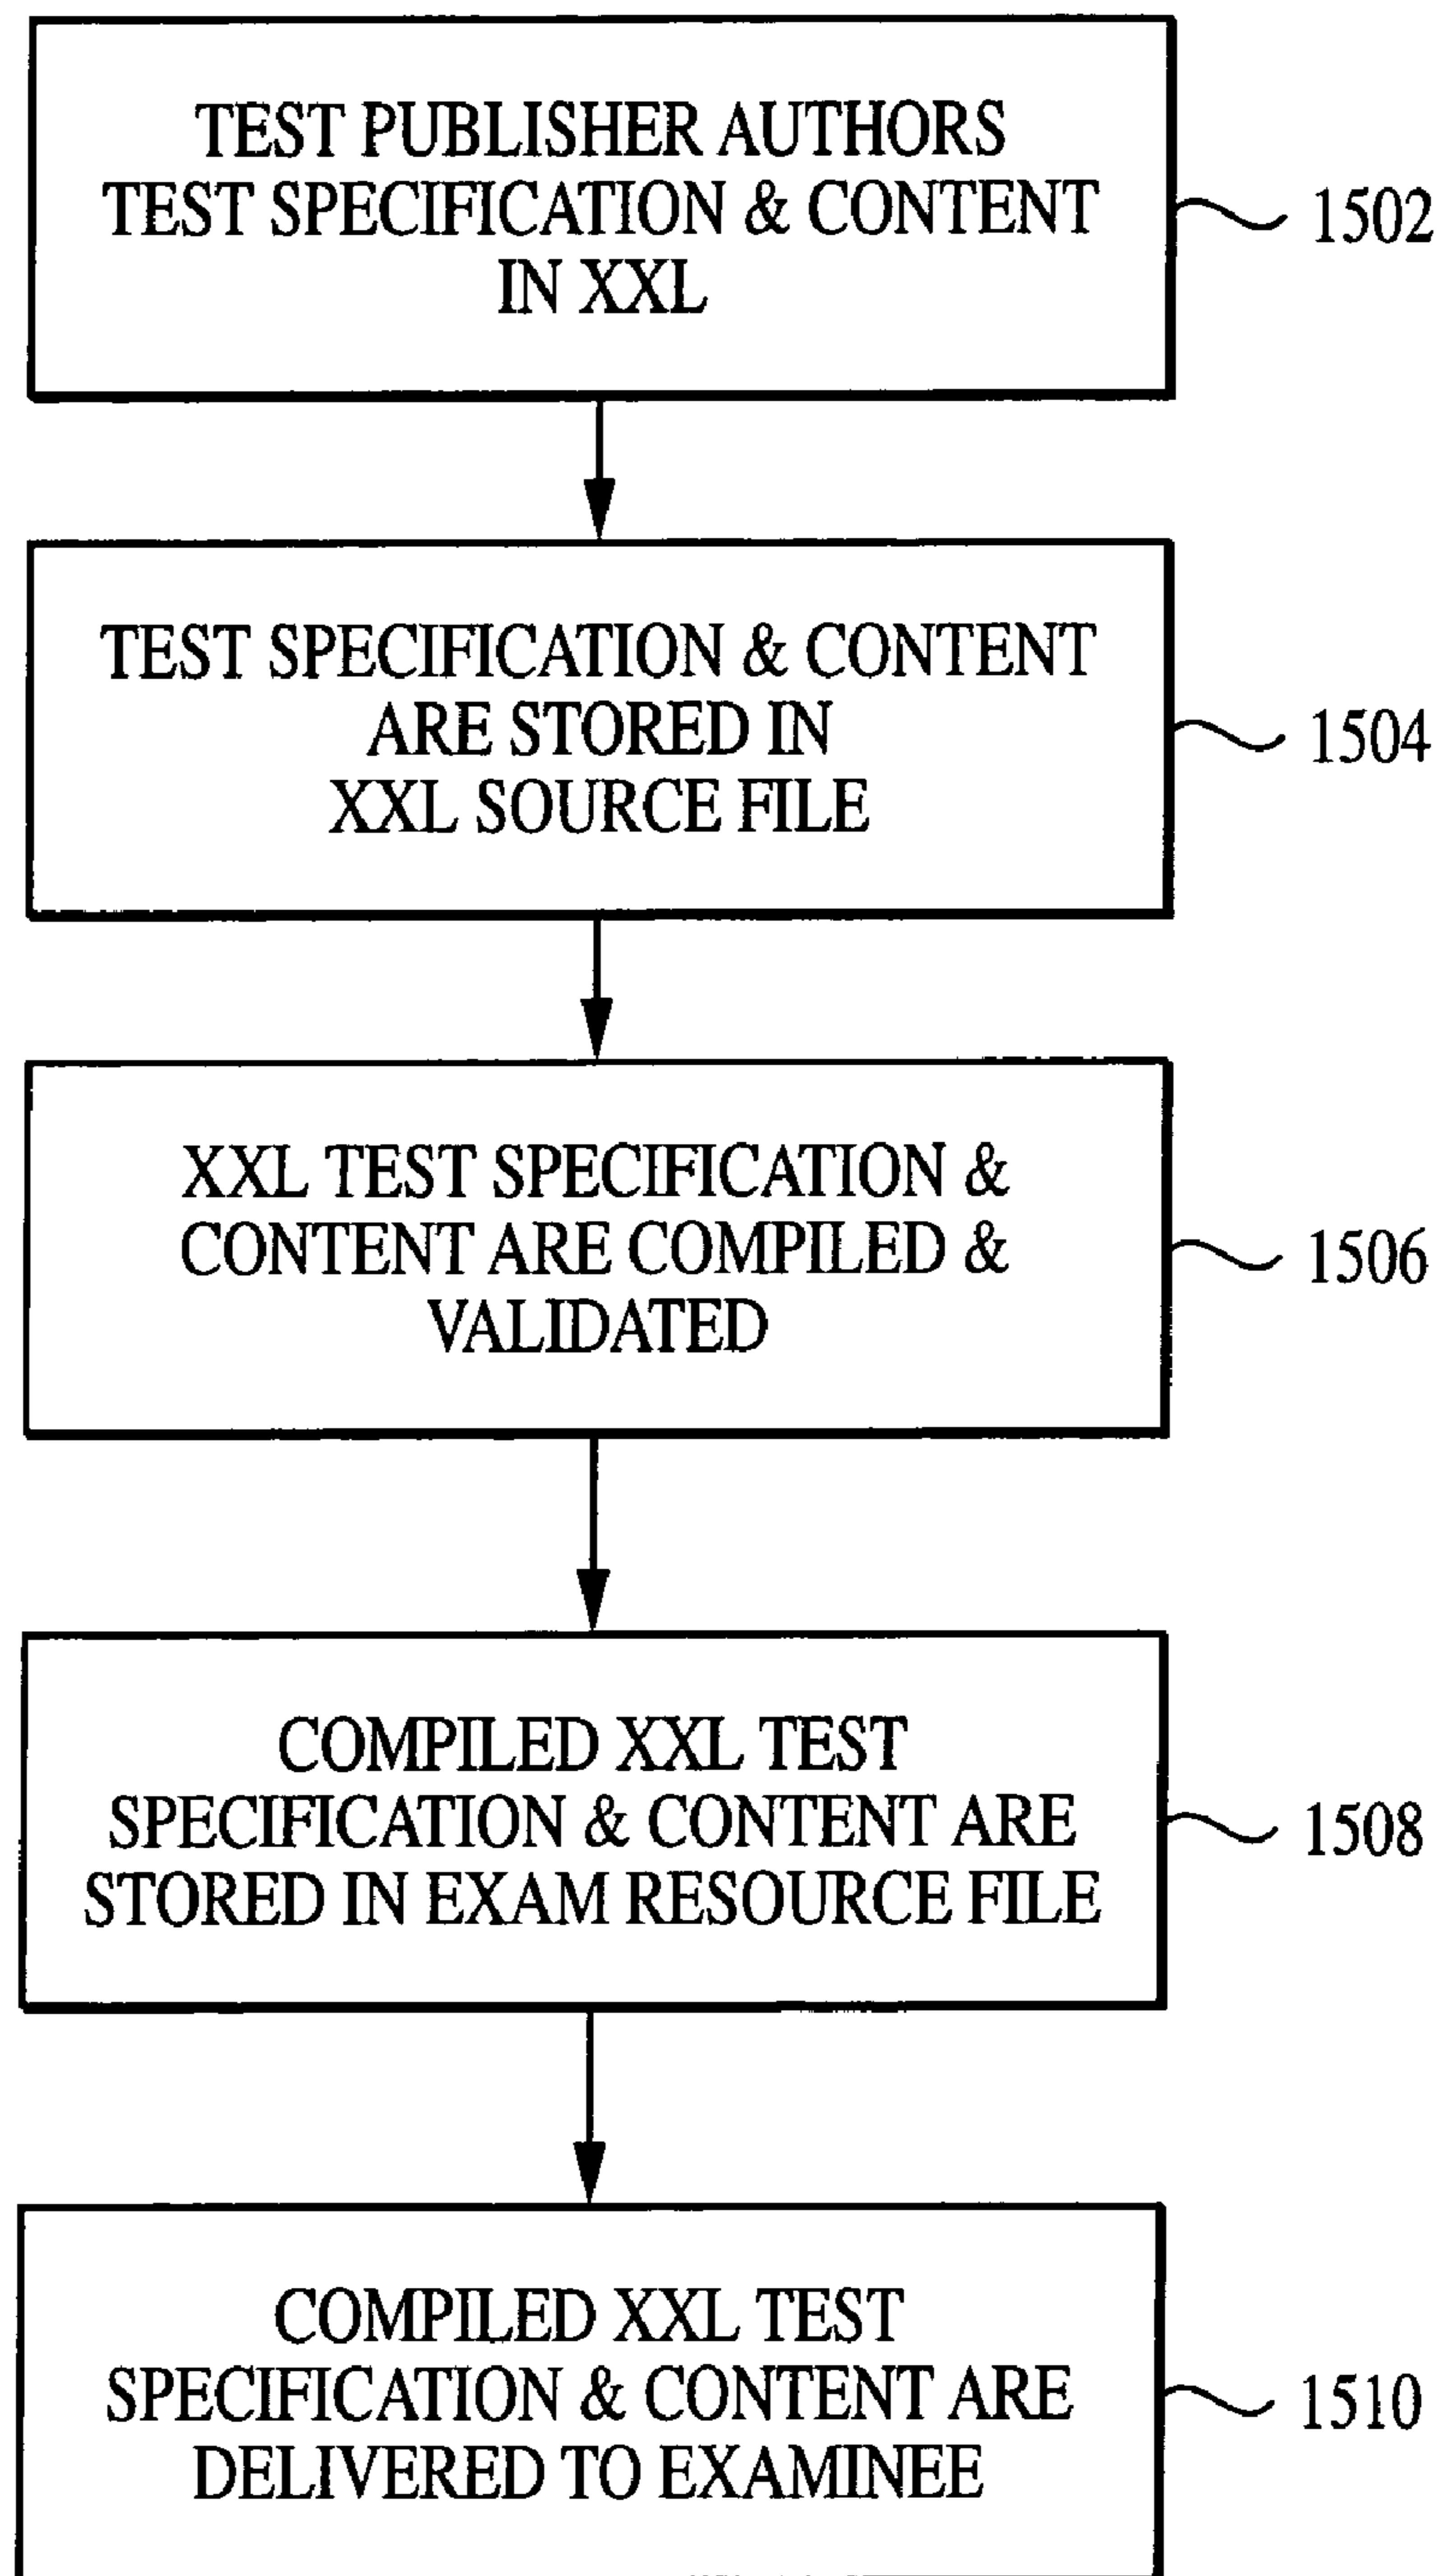 TEST PUBLISHER AUTHORS
TEST SPECIFICATION & CONTENT
IN XXL
1502
TEST SPECIFICATION & CONTENT
ARE STORED IN
XXL SOURCE FILE
1504
XXL TEST SPECIFICATION &
CONTENT ARE COMPILED &
VALIDATED
1506
COMPILED XXL TEST
SPECIFICATION & CONTENT ARE
STORED IN EXAM RESOURCE FILE
1508
COMPILED XXL TEST
SPECIFICATION & CONTENT ARE
DELIVERED TO EXAMINEE
1510